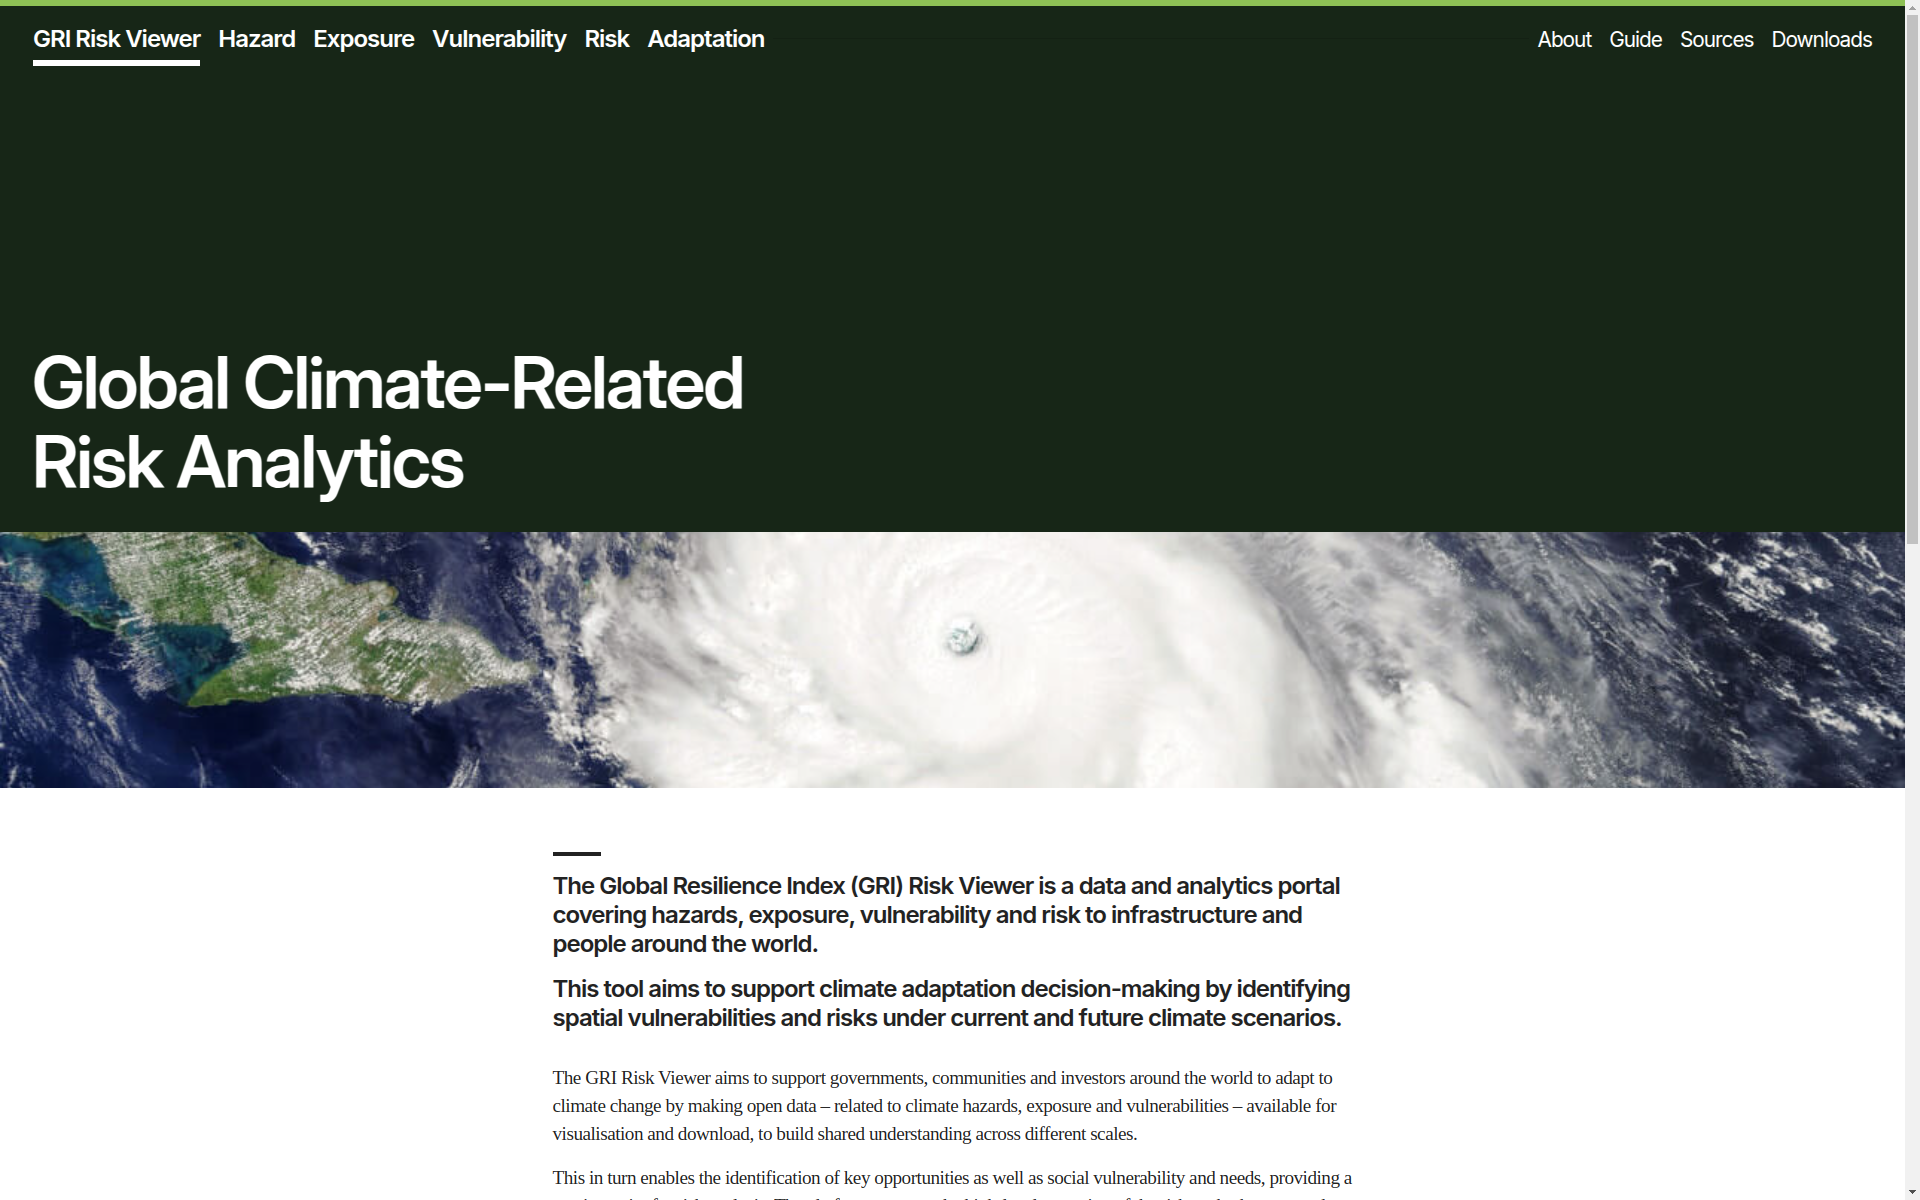 GRI Risk Viewer Hazard Exposure Vulnerability Risk Adaptation
About Guide Sources Downloads
Global Climate-Related
Risk Analytics
The Global Resilience Index (GRI) Risk Viewer is a data and analytics portal
covering hazards, exposure, vulnerability and risk to infrastructure and
people around the world.
This tool aims to support climate adaptation decision-making by identifying
spatial vulnerabilities and risks under current and future climate scenarios.
The GRI Risk Viewer aims to support governments, communities and investors around the world to adapt to
climate change by making open data – related to climate hazards, exposure and vulnerabilities – available for
visualisation and download, to build shared understanding across different scales.
This in turn enables the identification of key opportunities as well as social vulnerability and needs, providing a